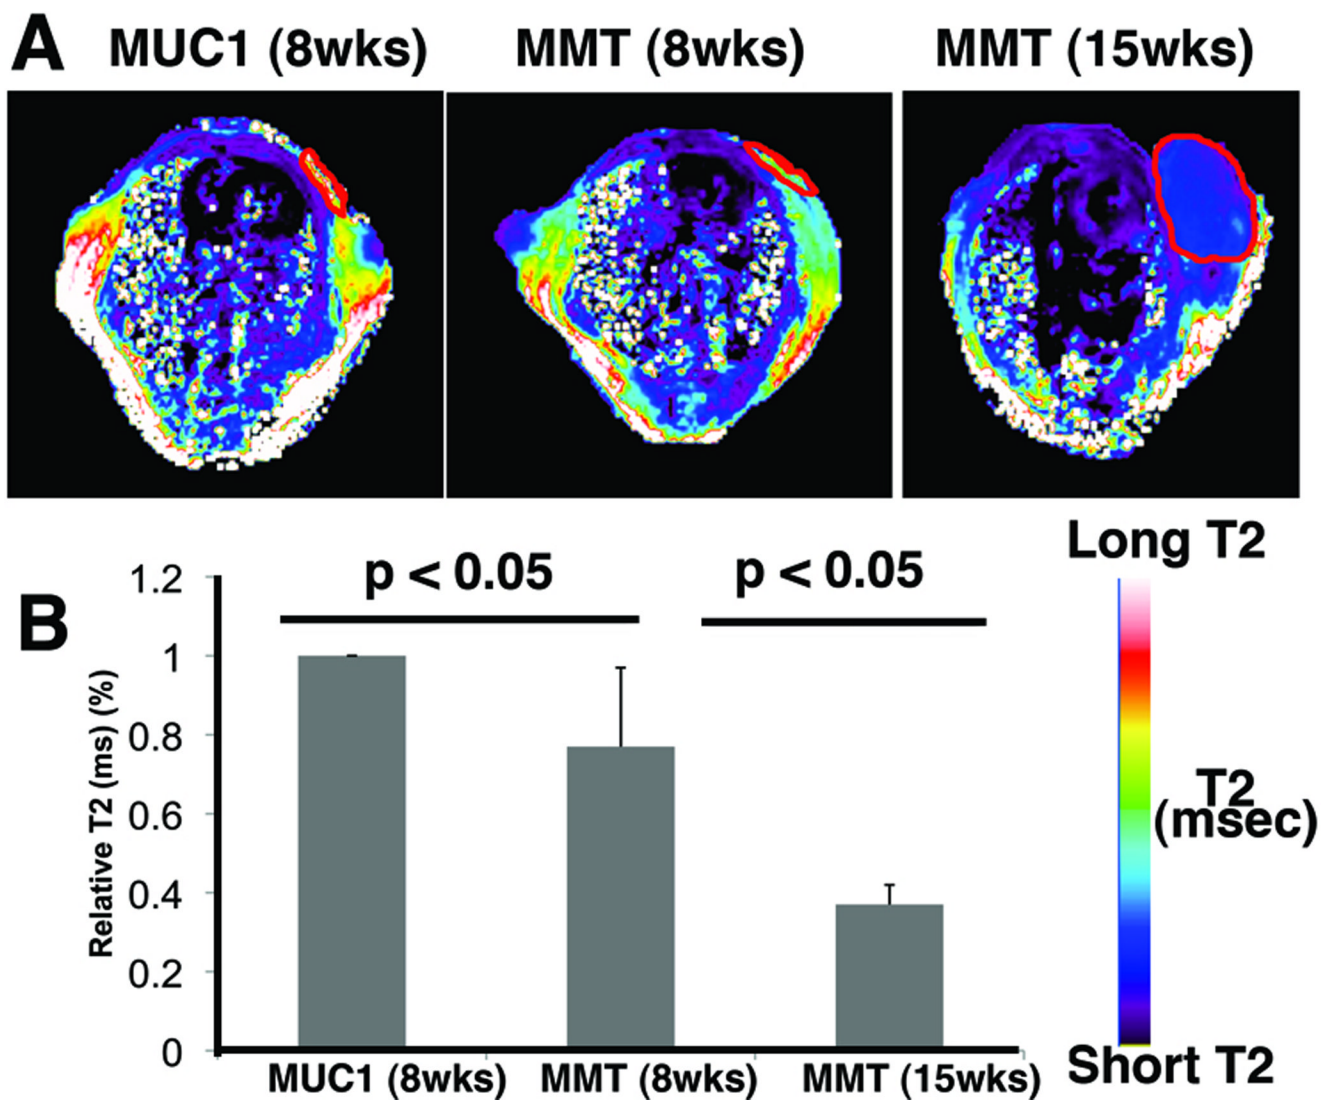 A
MUC1 (8wks)
MMT (8wks)
MMT (15wks)
B
p < 0.05
p < 0.05
Relative T2 (ms) (%)
1.2
1
0.8
0.6
0.4
0.2
0
MUC1 (8wks)
MMT (8wks)
MMT (15wks)
Long T2
T2
(msec)
Short T2